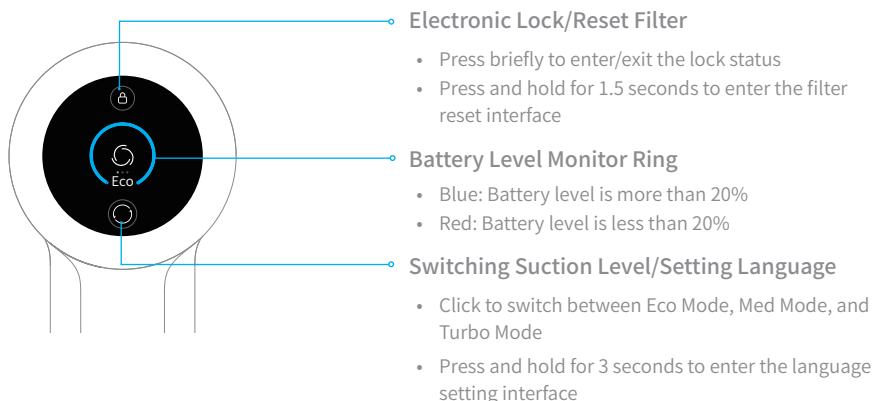 Electronic Lock/Reset Filter
• Press briefly to enter/exit the lock status
• Press and hold for 1.5 seconds to enter the filter
reset interface
Eco
Battery Level Monitor Ring
• Blue: Battery level is more than 20%
• Red: Battery level is less than 20%
Switching Suction Level/Setting Language
• Click to switch between Eco Mode, Med Mode, and
Turbo Mode
• Press and hold for 3 seconds to enter the language
setting interface